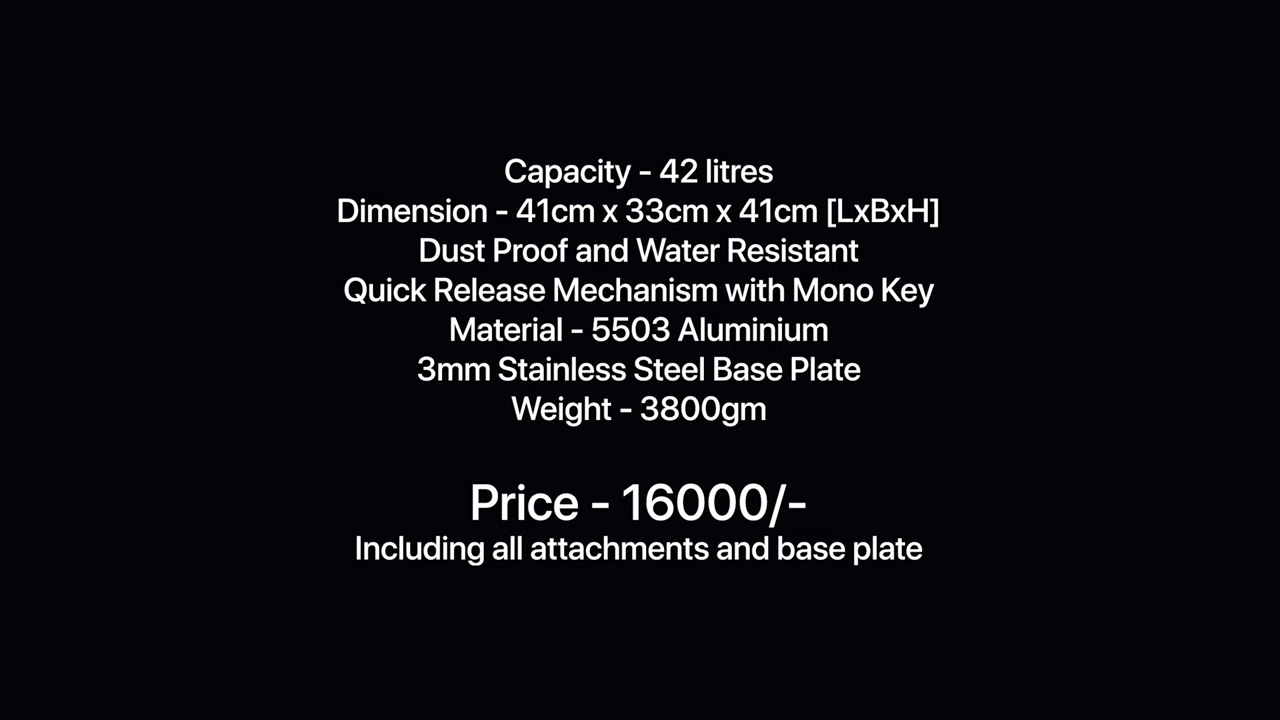 Capacity - 42 litres
Dimension - 41cm x 33cm x 41cm [LxBxH]
Dust Proof and Water Resistant
Quick Release Mechanism with Mono Key
Material - 5503 Aluminium
3mm Stainless Steel Base Plate
Weight - 3800gm
Price - 16000/-
Including all attachments and base plate